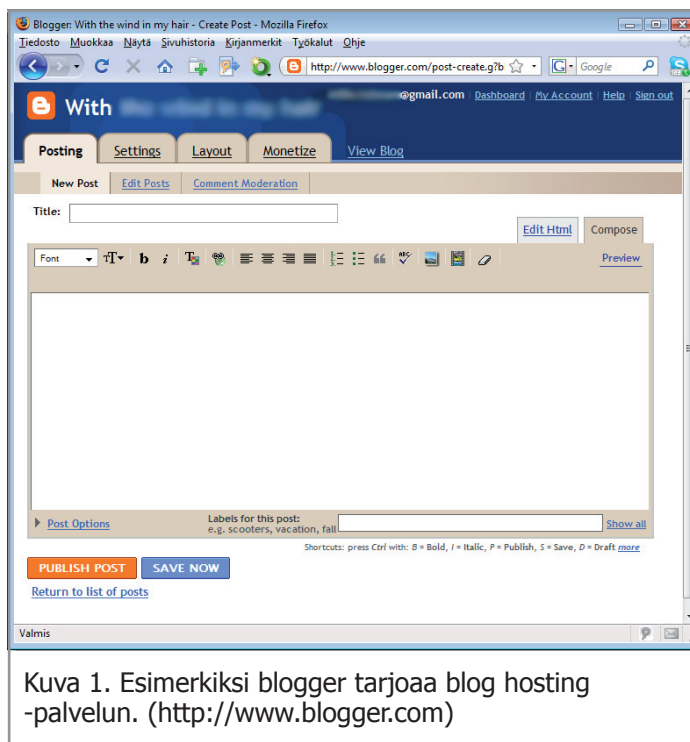 Blogger: With the wind in my hair - Create Post - Mozilla Firefox
Tiedosto Muokkaa Näytä Sivuhistoria Kirjanmerkit Työkalut Ohje
http://www.blogger.com/post-create.g?b Google
@gmail.com | Dashboard | My Account | Help | Sign out
With
Posting Settings Layout Monetize View Blog
New Post Edit Posts Comment Moderation
Title:
Edit Html Compose
Font Preview
Labels for this post:
Post Options e.g. scooters, vacation, fall Show all
Shortcuts: press Ctrl with: B = Bold, I = Italic, P = Publish, S = Save, D = Draft more
PUBLISH POST SAVE NOW
Return to list of posts
Valmis
Kuva 1. Esimerkiksi blogger tarjoaa blog hosting
-palvelun. (http://www.blogger.com)